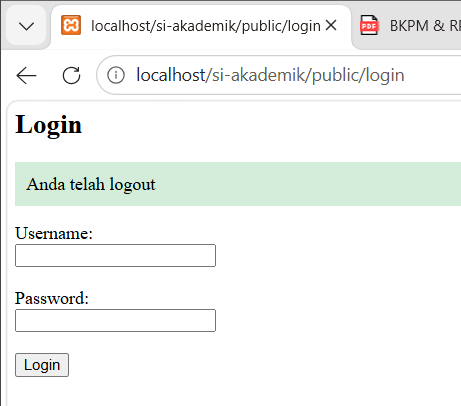 localhost/si-akademik/public/login
BKPM & RI
localhost/si-akademik/public/login
Login
Anda telah logout
Username:
Password:
Login